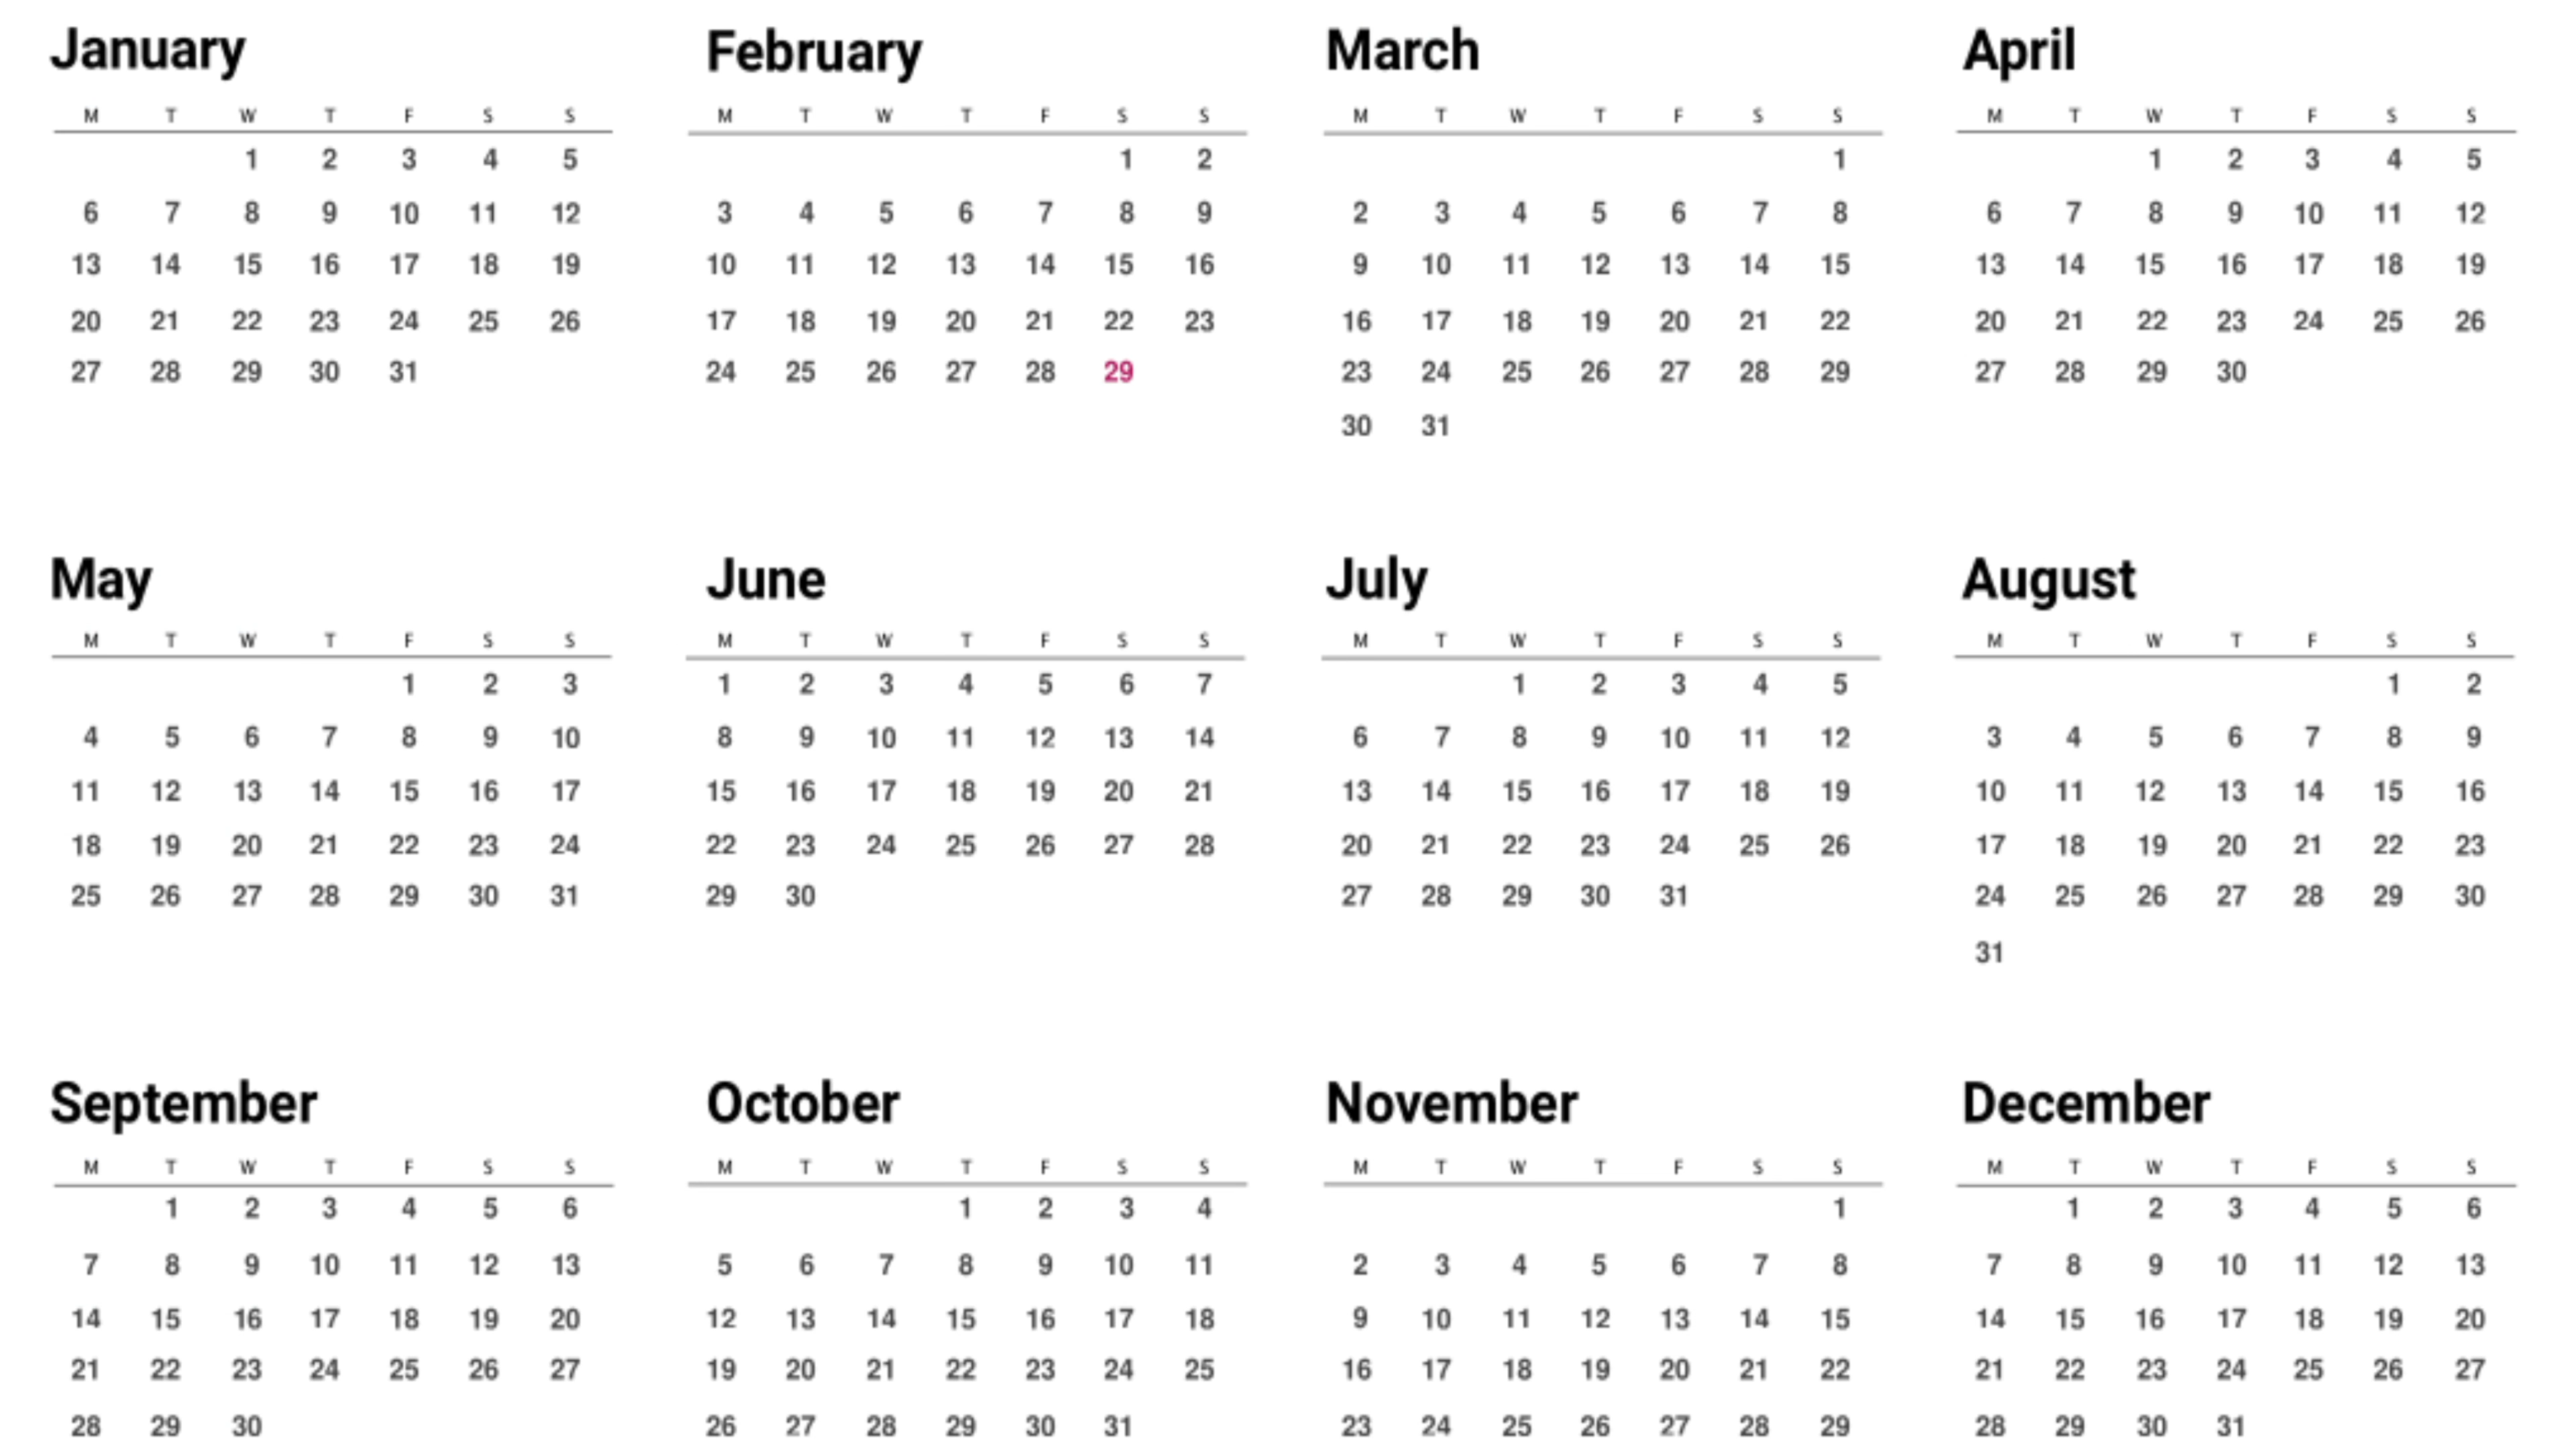 January
M T W T F S S
1 2 3 4 5
6 7 8 9 10 11 12
13 14 15 16 17 18 19
20 21 22 23 24 25 26
27 28 29 30 31
February
M T W T F S S
1 2
3 4 5 6 7 8 9
10 11 12 13 14 15 16
17 18 19 20 21 22 23
24 25 26 27 28 29
March
M T W T F S S
1
2 3 4 5 6 7 8
9 10 11 12 13 14 15
16 17 18 19 20 21 22
23 24 25 26 27 28 29
30 31
April
M T W T F S S
1 2 3 4 5
6 7 8 9 10 11 12
13 14 15 16 17 18 19
20 21 22 23 24 25 26
27 28 29 30
May
M T W T F S S
1 2 3
4 5 6 7 8 9 10
11 12 13 14 15 16 17
18 19 20 21 22 23 24
25 26 27 28 29 30 31
June
M T W T F S S
1 2 3 4 5 6 7
8 9 10 11 12 13 14
15 16 17 18 19 20 21
22 23 24 25 26 27 28
29 30
July
M T W T F S S
1 2 3 4 5
6 7 8 9 10 11 12
13 14 15 16 17 18 19
20 21 22 23 24 25 26
27 28 29 30 31
August
M T W T F S S
1 2
3 4 5 6 7 8 9
10 11 12 13 14 15 16
17 18 19 20 21 22 23
24 25 26 27 28 29 30
31
September
M T W T F S S
1 2 3 4 5 6
7 8 9 10 11 12 13
14 15 16 17 18 19 20
21 22 23 24 25 26 27
28 29 30
October
M T W T F S S
1 2 3 4
5 6 7 8 9 10 11
12 13 14 15 16 17 18
19 20 21 22 23 24 25
26 27 28 29 30 31
November
M T W T F S S
1
2 3 4 5 6 7 8
9 10 11 12 13 14 15
16 17 18 19 20 21 22
23 24 25 26 27 28 29
December
M T W T F S S
1 2 3 4 5 6
7 8 9 10 11 12 13
14 15 16 17 18 19 20
21 22 23 24 25 26 27
28 29 30 31